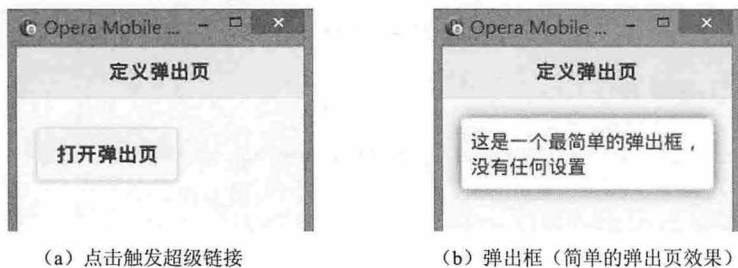 Opera Mobile ...
定义弹出页
打开弹出页
(a) 点击触发超级链接
Opera Mobile ...
定义弹出页
这是一个最简单的弹出框，
没有任何设置
(b) 弹出框（简单的弹出页效果）